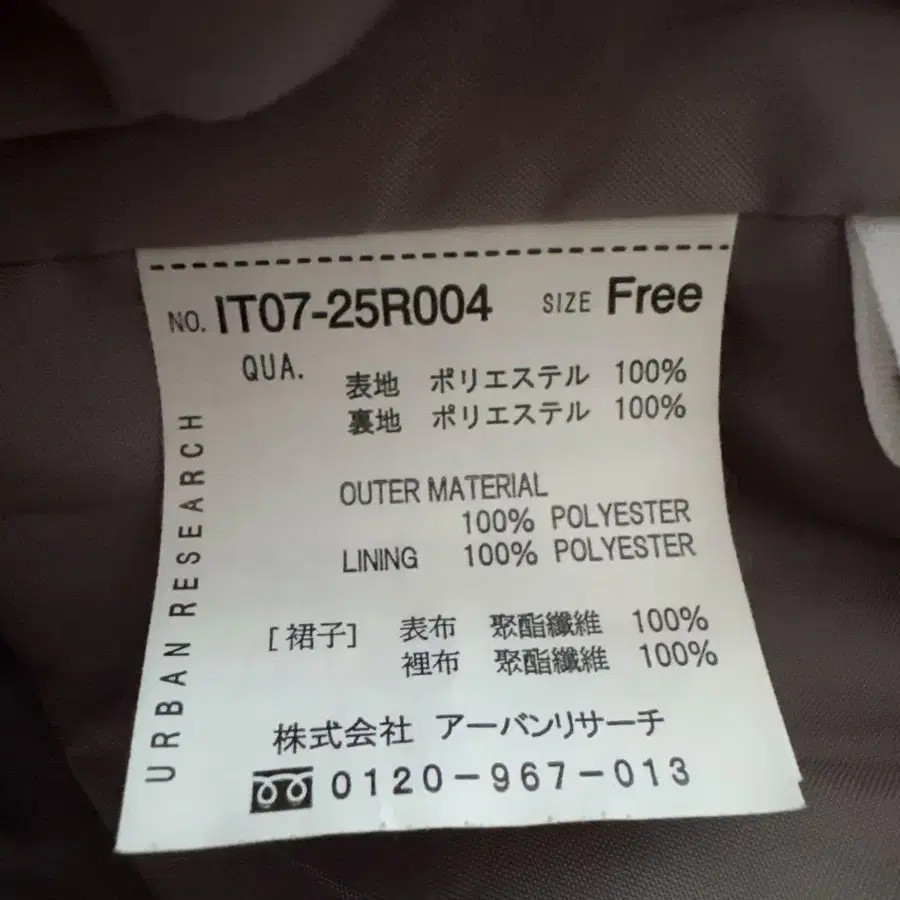 NO. IT07-25R004 SIZE Free
QUA.
表地 ポリエステル 100%
裏地 ポリエステル 100%
OUTER MATERIAL
100% POLYESTER
LINING 100% POLYESTER
[裙子] 表布 聚酯纖維 100%
裡布 聚酯纖維 100%
株式会社 アーバンリサーチ
0120-967-013
URBAN RESEARCH